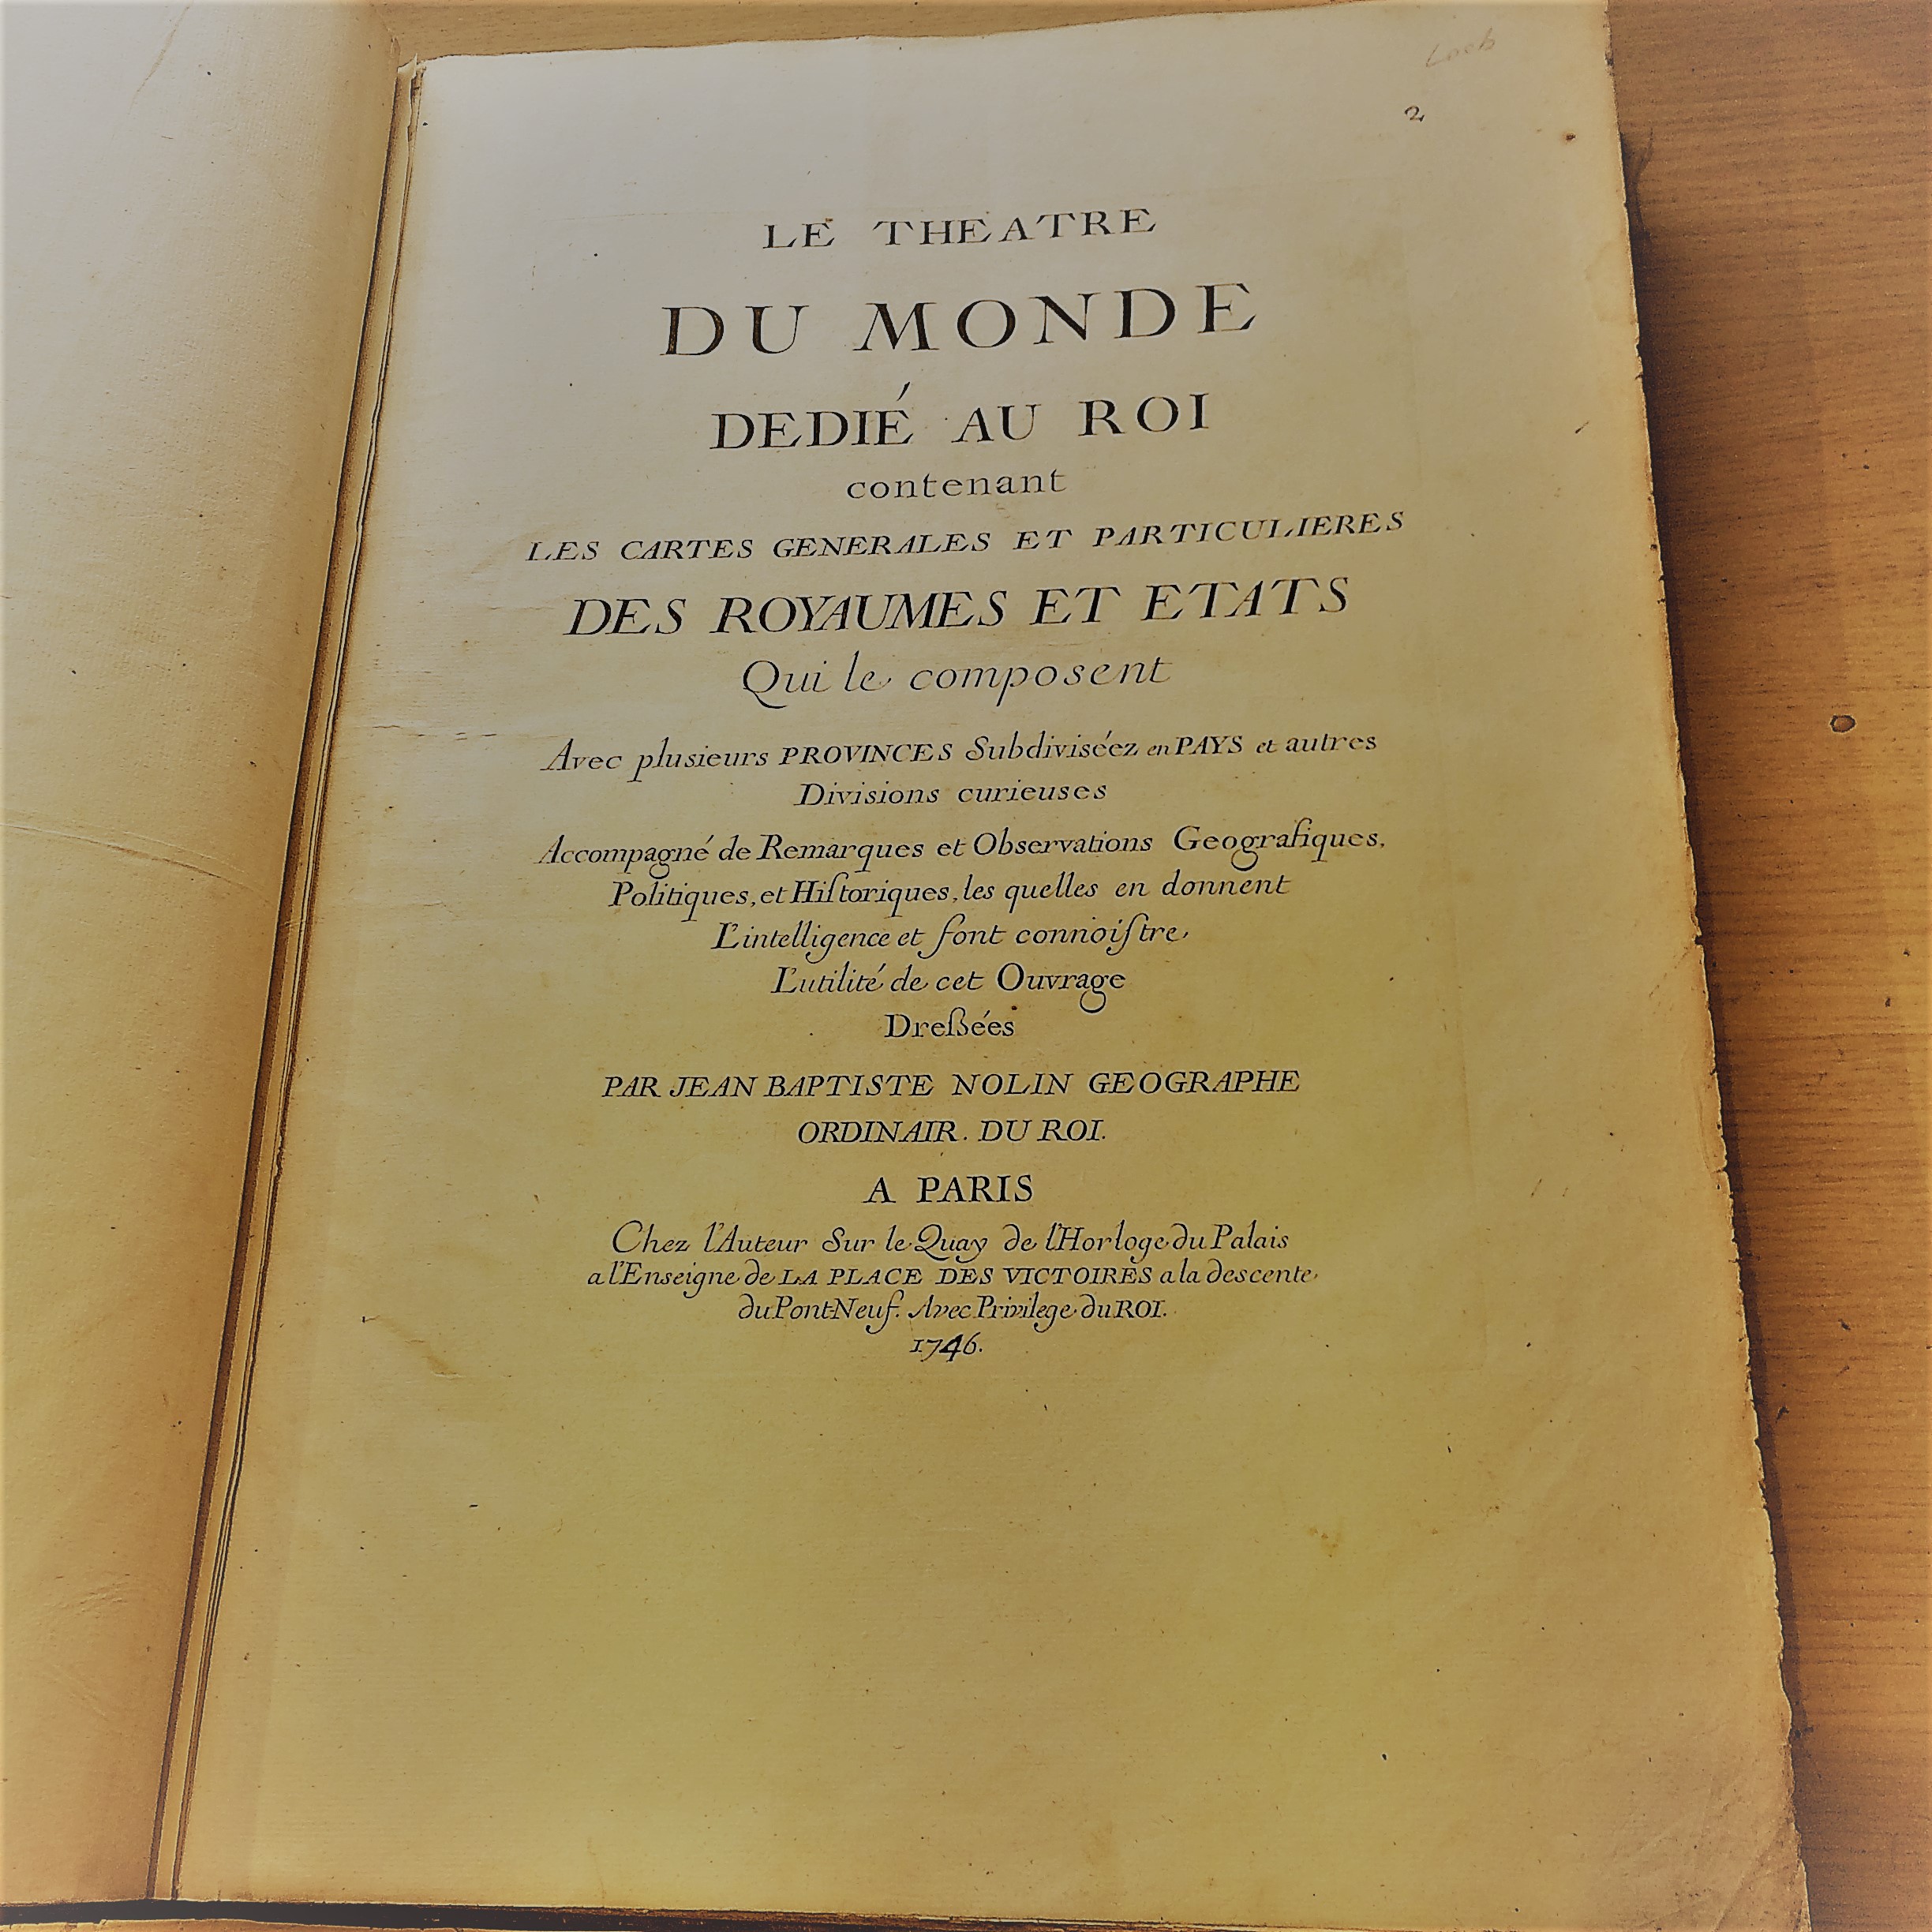 2
LE THEATRE
DU MONDE
DEDIÉ AU ROI
contenant
LES CARTES GENERALES ET PARTICULIERES
DES ROYAUMES ET ETATS
Qui le composent
Avec plusieurs PROVINCES Subdiviséez en PAYS et autres
Divisions curieuses
Accompagné de Remarques et Observations Geografiques,
Politiques, et Hiſtoriques, les quelles en donnent
L'intelligence et font connoiſtre
L'utilité de cet Ouvrage
Dreßées
PAR JEAN BAPTISTE NOLIN GEOGRAPHE
ORDINAIR. DU ROI.
A PARIS
Chez l'Auteur Sur le Quay de l'Horloge du Palais
a l'Enseigne de LA PLACE DES VICTOIRES a la descente
du Pont-Neuf. Avec Privilege du ROI.
1746.